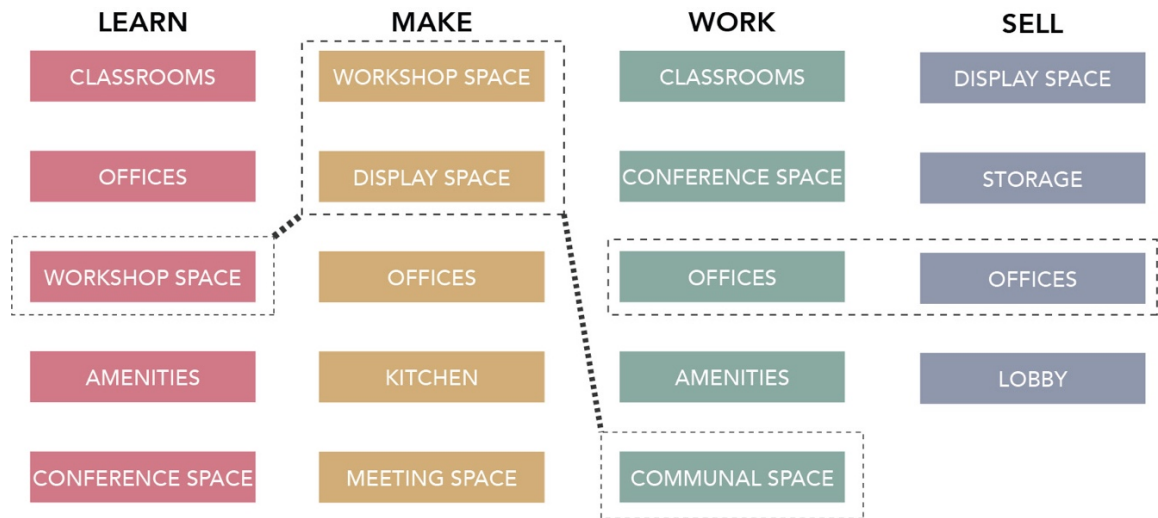 LEARN
MAKE
WORK
SELL
CLASSROOMS
WORKSHOP SPACE
CLASSROOMS
DISPLAY SPACE
OFFICES
DISPLAY SPACE
CONFERENCE SPACE
STORAGE
WORKSHOP SPACE
OFFICES
OFFICES
OFFICES
AMENITIES
KITCHEN
AMENITIES
LOBBY
CONFERENCE SPACE
MEETING SPACE
COMMUNAL SPACE